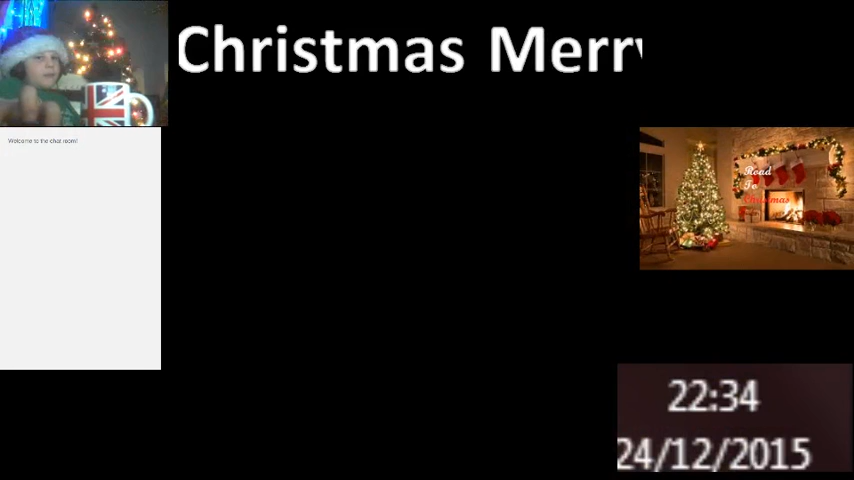 Christmas Merry
Welcome to the chat room!
Road
To
Christmas
22:34
24/12/2015